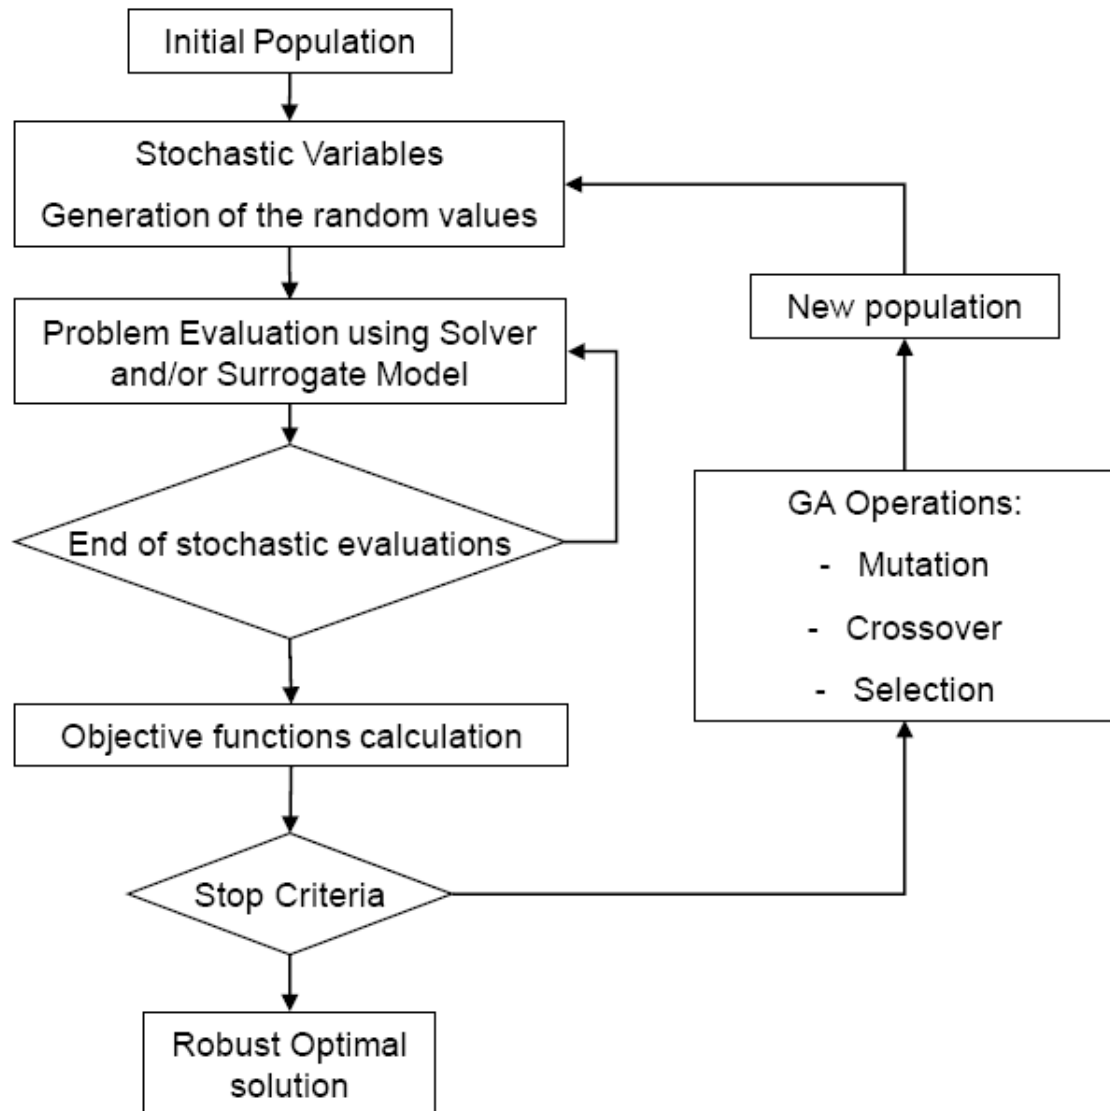 Initial Population
Stochastic Variables
Generation of the random values
Problem Evaluation using Solver
and/or Surrogate Model
End of stochastic evaluations
Objective functions calculation
Stop Criteria
Robust Optimal
solution
New population
GA Operations:
- Mutation
- Crossover
- Selection